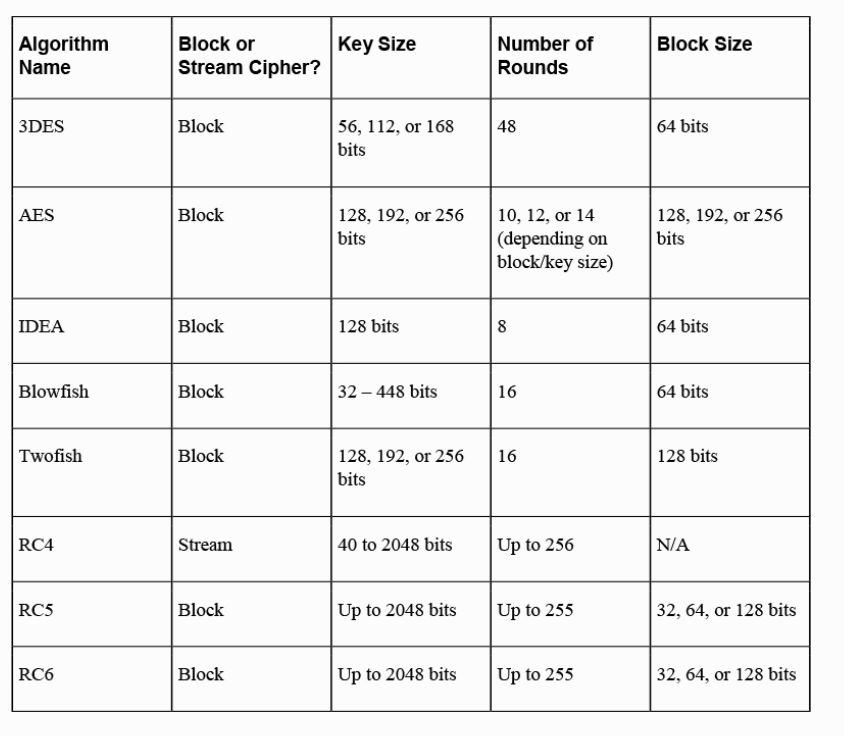 Algorithm Name | Block or Stream Cipher? | Key Size | Number of Rounds | Block Size
3DES | Block | 56, 112, or 168 bits | 48 | 64 bits
AES | Block | 128, 192, or 256 bits | 10, 12, or 14 (depending on block/key size) | 128, 192, or 256 bits
IDEA | Block | 128 bits | 8 | 64 bits
Blowfish | Block | 32 – 448 bits | 16 | 64 bits
Twofish | Block | 128, 192, or 256 bits | 16 | 128 bits
RC4 | Stream | 40 to 2048 bits | Up to 256 | N/A
RC5 | Block | Up to 2048 bits | Up to 255 | 32, 64, or 128 bits
RC6 | Block | Up to 2048 bits | Up to 255 | 32, 64, or 128 bits